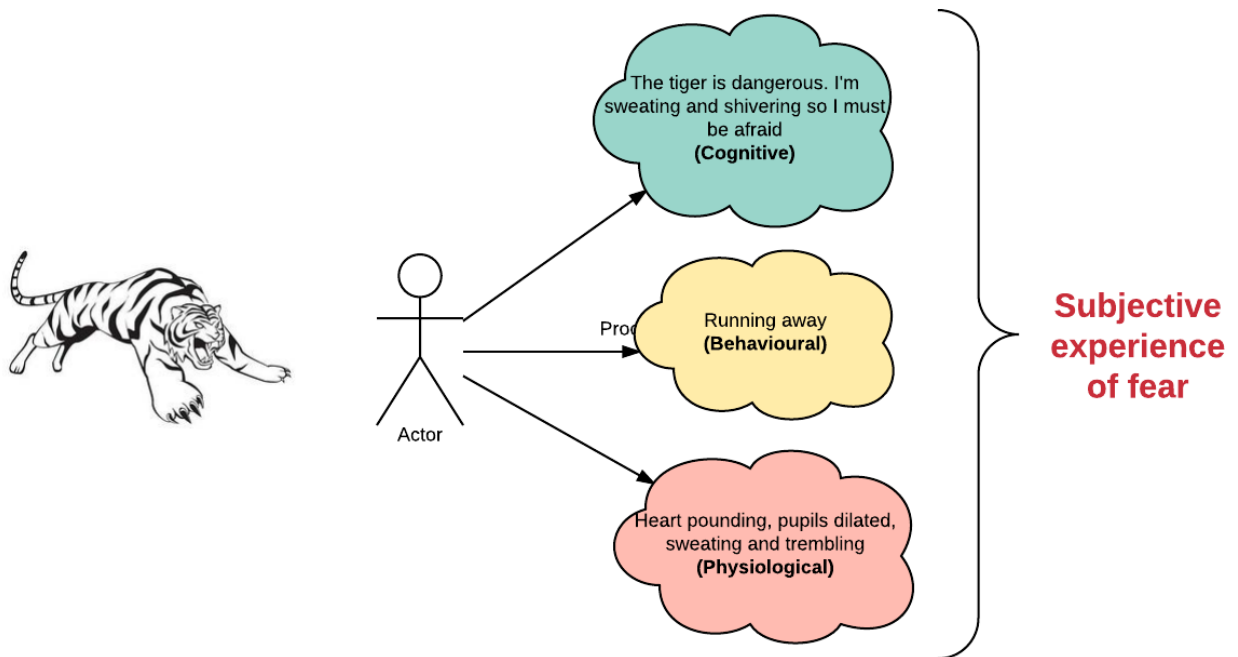 The tiger is dangerous. I'm
sweating and shivering so I must
be afraid
(Cognitive)
Running away
(Behavioural)
Actor
Heart pounding, pupils dilated,
sweating and trembling
(Physiological)
Subjective
experience
of fear